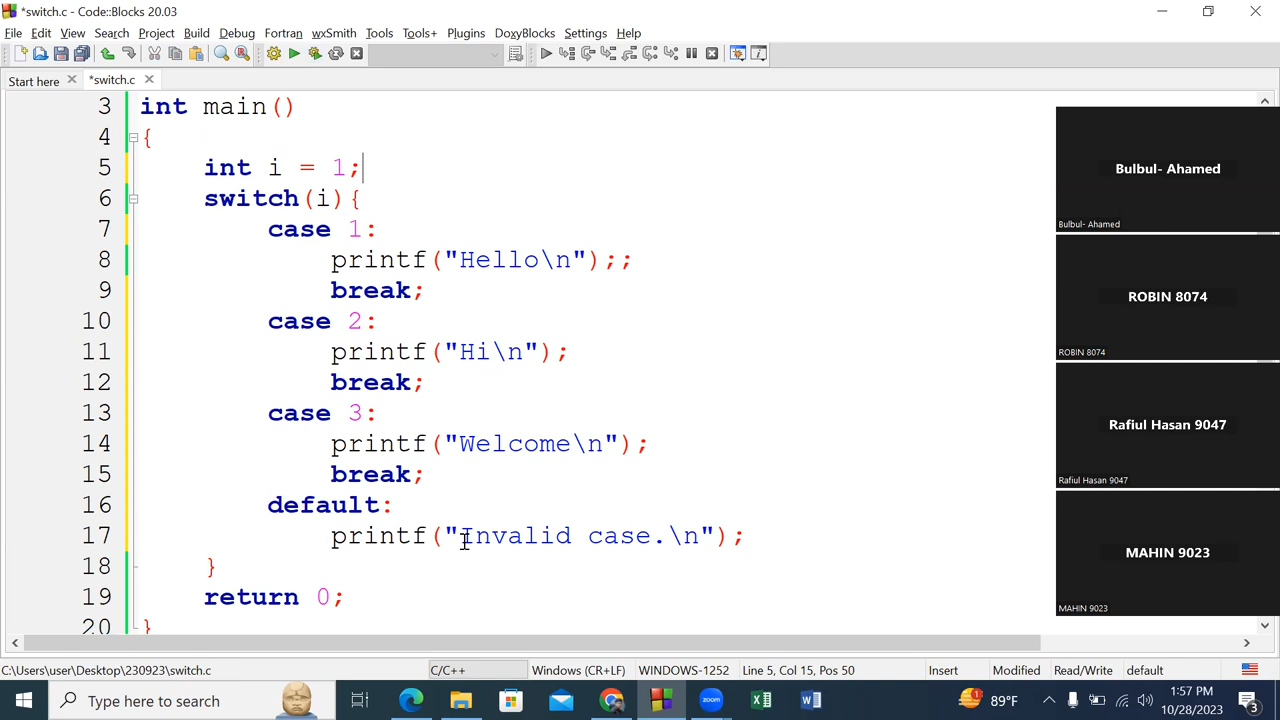 *switch.c - Code::Blocks 20.03
File Edit View Search Project Build Debug Fortran wxSmith Tools Tools+ Plugins DoxyBlocks Settings Help
Start here *switch.c
3 int main()
4 {
5 int i = 1;
6 switch(i){
7 case 1:
8 printf("Hello\n");;
9 break;
10 case 2:
11 printf("Hi\n");
12 break;
13 case 3:
14 printf("Welcome\n");
15 break;
16 default:
17 printf("Invalid case.\n");
18 }
19 return 0;
20 }
Bulbul- Ahamed
Bulbul- Ahamed
ROBIN 8074
ROBIN 8074
Rafiul Hasan 9047
Rafiul Hasan 9047
MAHIN 9023
MAHIN 9023
C:\Users\user\Desktop\230923\switch.c C/C++ Windows (CR+LF) WINDOWS-1252 Line 5, Col 15, Pos 50 Insert Modified Read/Write default
Type here to search
zoom
89°F
1:57 PM
10/28/2023
3